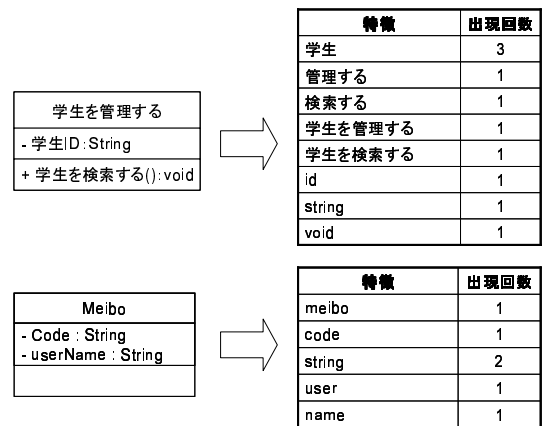 学生を管理する
- 学生ID:String
+ 学生を検索する():void
特徴 出現回数
学生 3
管理する 1
検索する 1
学生を管理する 1
学生を検索する 1
id 1
string 1
void 1
Meibo
- Code : String
- userName : String
特徴 出現回数
meibo 1
code 1
string 2
user 1
name 1